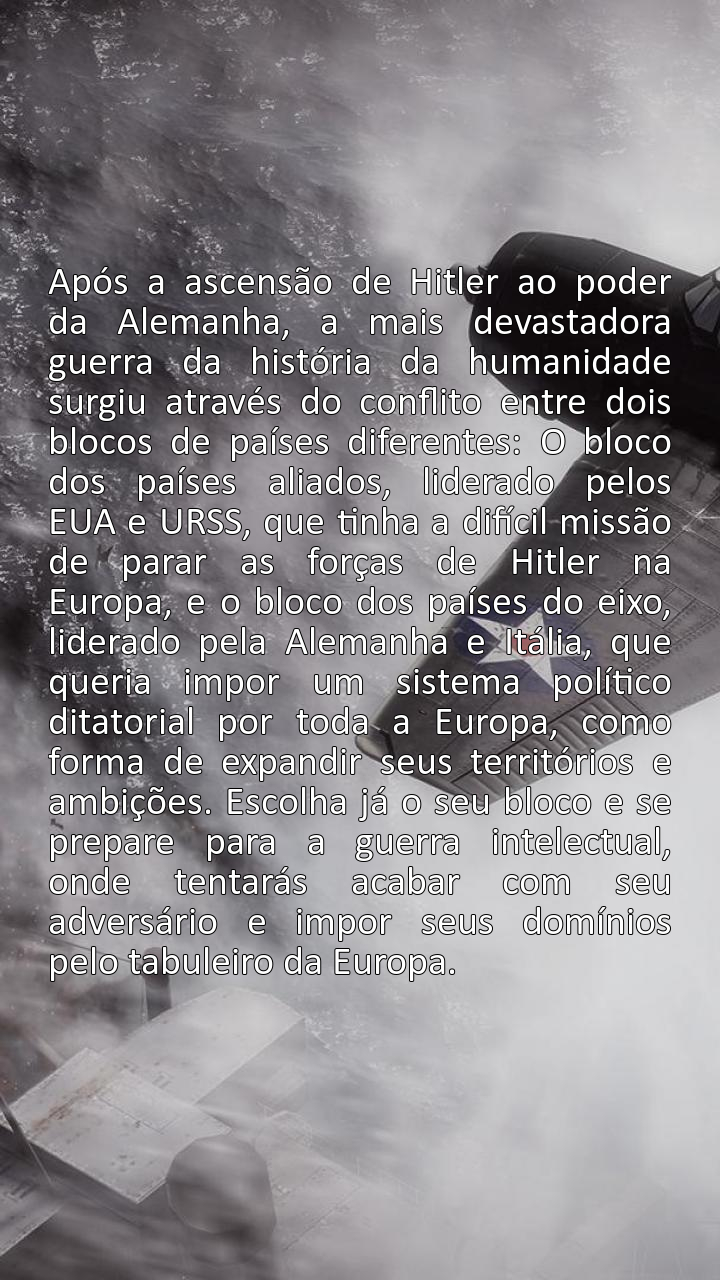 Após a ascensão de Hitler ao poder
da Alemanha, a mais devastadora
guerra da história da humanidade
surgiu através do conflito entre dois
blocos de países diferentes: O bloco
dos países aliados, liderado pelos
EUA e URSS, que tinha a difícil missão
de parar as forças de Hitler na
Europa, e o bloco dos países do eixo,
liderado pela Alemanha e Itália, que
queria impor um sistema político
ditatorial por toda a Europa, como
forma de expandir seus territórios e
ambições. Escolha já o seu bloco e se
prepare para a guerra intelectual,
onde tentarás acabar com seu
adversário e impor seus domínios
pelo tabuleiro da Europa.